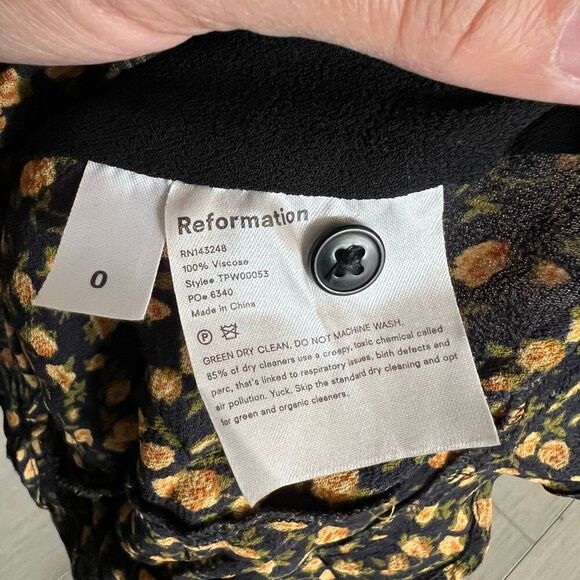 0
Reformation
RN143248
100% Viscose
Style# TPW00053
PO# 6340
Made in China
P
GREEN DRY CLEAN. DO NOT MACHINE WASH.
85% of dry cleaners use a creepy, toxic chemical called
perc, that's linked to respiratory issues, birth defects and
air pollution. Yuck. Skip the standard dry cleaning and opt
for green and organic cleaners.